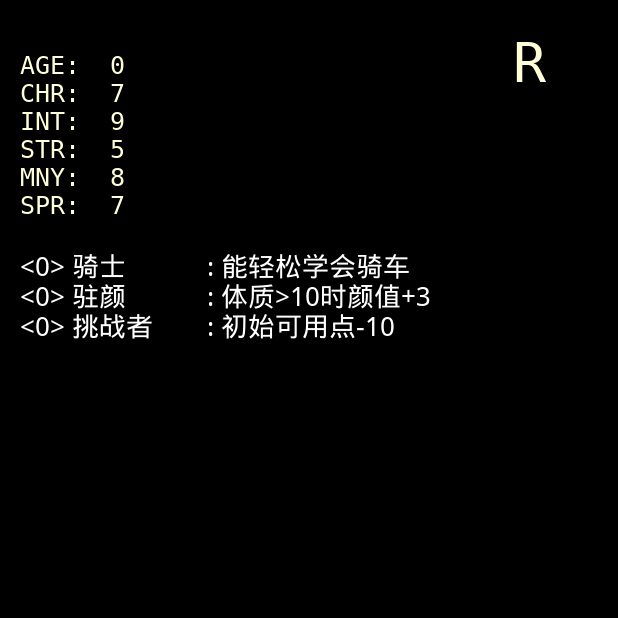 R
AGE: 0
CHR: 7
INT: 9
STR: 5
MNY: 8
SPR: 7
<0> 骑士 : 能轻松学会骑车
<0> 驻颜 : 体质>10时颜值+3
<0> 挑战者 : 初始可用点-10